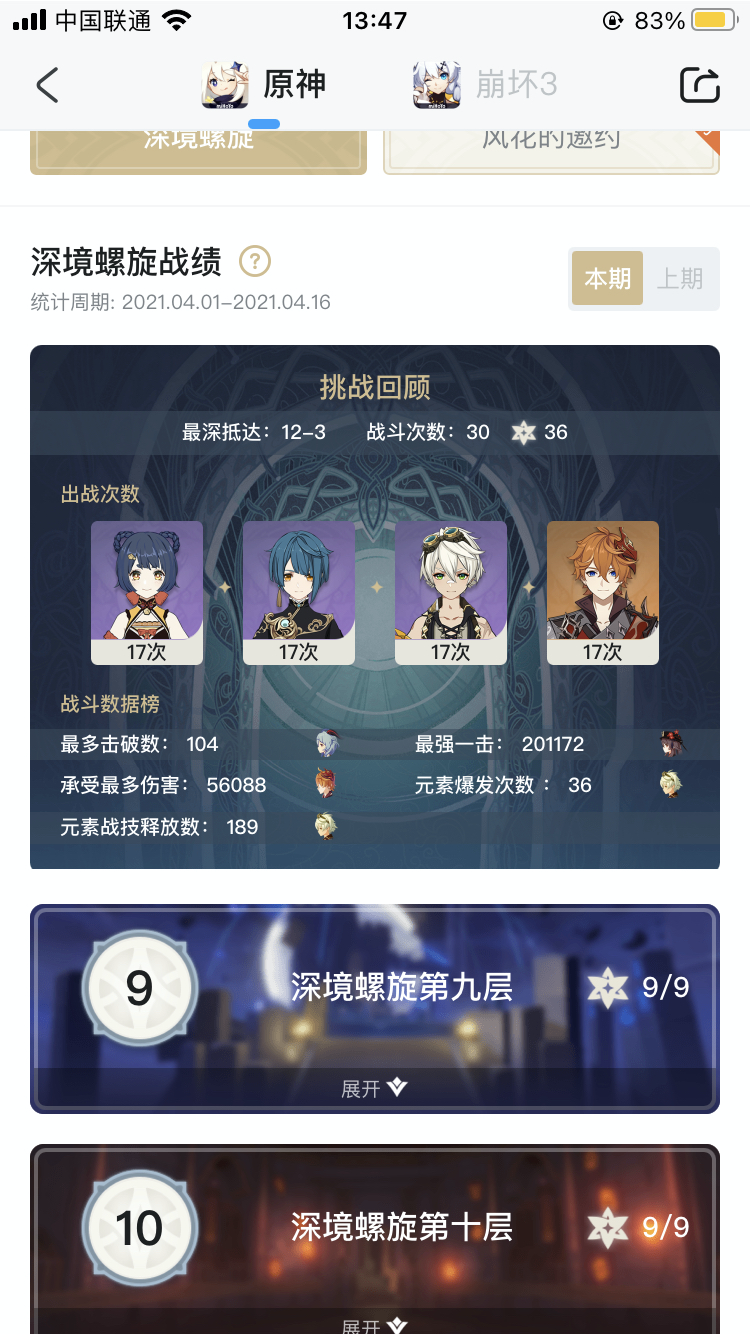 中国联通 13:47 83%
原神 崩坏3
深境螺旋 风花的邀约
深境螺旋战绩 ?
本期 上期
统计周期: 2021.04.01-2021.04.16
挑战回顾
最深抵达: 12-3 战斗次数: 30 36
出战次数
17次 17次 17次 17次
战斗数据榜
最多击破数: 104 最强一击: 201172
承受最多伤害: 56088 元素爆发次数 : 36
元素战技释放数: 189
9 深境螺旋第九层 9/9
展开
10 深境螺旋第十层 9/9
展开